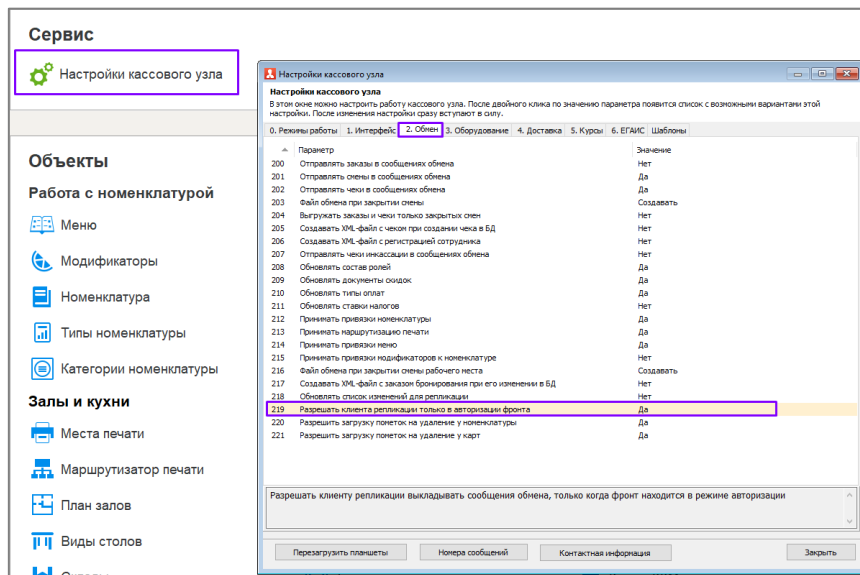 Сервис
Настройки кассового узла
Объекты
Работа с номенклатурой
Меню
Модификаторы
Номенклатура
Типы номенклатуры
Категории номенклатуры
Залы и кухни
Места печати
Маршрутизатор печати
План залов
Виды столов
Настройки кассового узла
Настройки кассового узла
В этом окне можно настроить работу кассового узла. После двойного клика по значению параметра появится список с возможными вариантами этой
настройки. После изменения настройки сразу вступают в силу.
0. Режимы работы 1. Интерфейс 2. Обмен 3. Оборудование 4. Доставка 5. Курсы 6. ЕГАИС Шаблоны
Параметр Значение
200 Отправлять заказы в сообщениях обмена Нет
201 Отправлять смены в сообщениях обмена Да
202 Отправлять чеки в сообщениях обмена Да
203 Файл обмена при закрытии смены Создавать
204 Выгружать заказы и чеки только закрытых смен Нет
205 Создавать XML-файл с чеком при создании чека в БД Нет
206 Создавать XML-файл с регистрацией сотрудника Нет
207 Отправлять чеки инкассации в сообщениях обмена Нет
208 Обновлять состав ролей Да
209 Обновлять документы скидок Да
210 Обновлять типы оплат Да
211 Обновлять ставки налогов Нет
212 Принимать привязки номенклатуры Да
213 Принимать маршрутизацию печати Да
214 Принимать привязки меню Да
215 Принимать привязки модификаторов к номенклатуре Нет
216 Файл обмена при закрытии смены рабочего места Создавать
217 Создавать XML-файл с заказом бронирования при его изменении в БД Нет
218 Обновлять список изменений для репликации Нет
219 Разрешать клиента репликации только в авторизации фронта Да
220 Разрешить загрузку пометок на удаление у номенклатуры Да
221 Разрешить загрузку пометок на удаление у карт Да
Разрешать клиенту репликации выкладывать сообщения обмена, только когда фронт находится в режиме авторизации
Перезагрузить планшеты Номера сообщений Контактная информация Закрыть